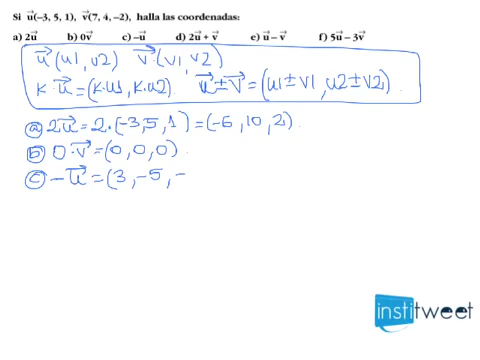 Si u⃗(–3, 5, 1), v⃗(7, 4, –2), halla las coordenadas:
a) 2u⃗ b) 0v⃗ c) –u⃗ d) 2u⃗ + v⃗ e) u⃗ – v⃗ f) 5u⃗ – 3v⃗
u⃗(u1, u2) v⃗(v1, v2)
K·u⃗=(K·u1, K·u2). u⃗±v⃗=(u1±v1, u2±v2).
ⓐ 2u⃗=2·(-3,5,1)=(-6,10,2).
ⓑ 0·v⃗=(0,0,0).
ⓒ -u⃗=(3,-5,-
institweet